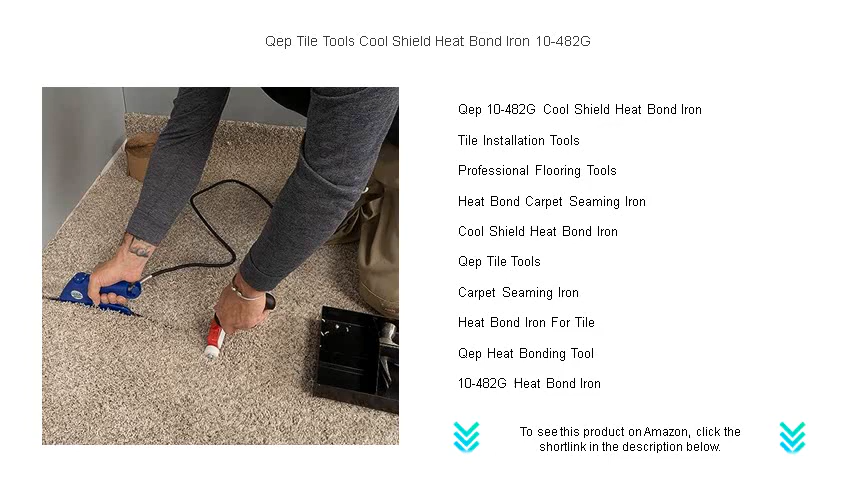 Qep Tile Tools Cool Shield Heat Bond Iron 10-482G
Qep 10-482G Cool Shield Heat Bond Iron
Tile Installation Tools
Professional Flooring Tools
Heat Bond Carpet Seaming Iron
Cool Shield Heat Bond Iron
Qep Tile Tools
Carpet Seaming Iron
Heat Bond Iron For Tile
Qep Heat Bonding Tool
10-482G Heat Bond Iron
To see this product on Amazon, click the
shortlink in the description below.